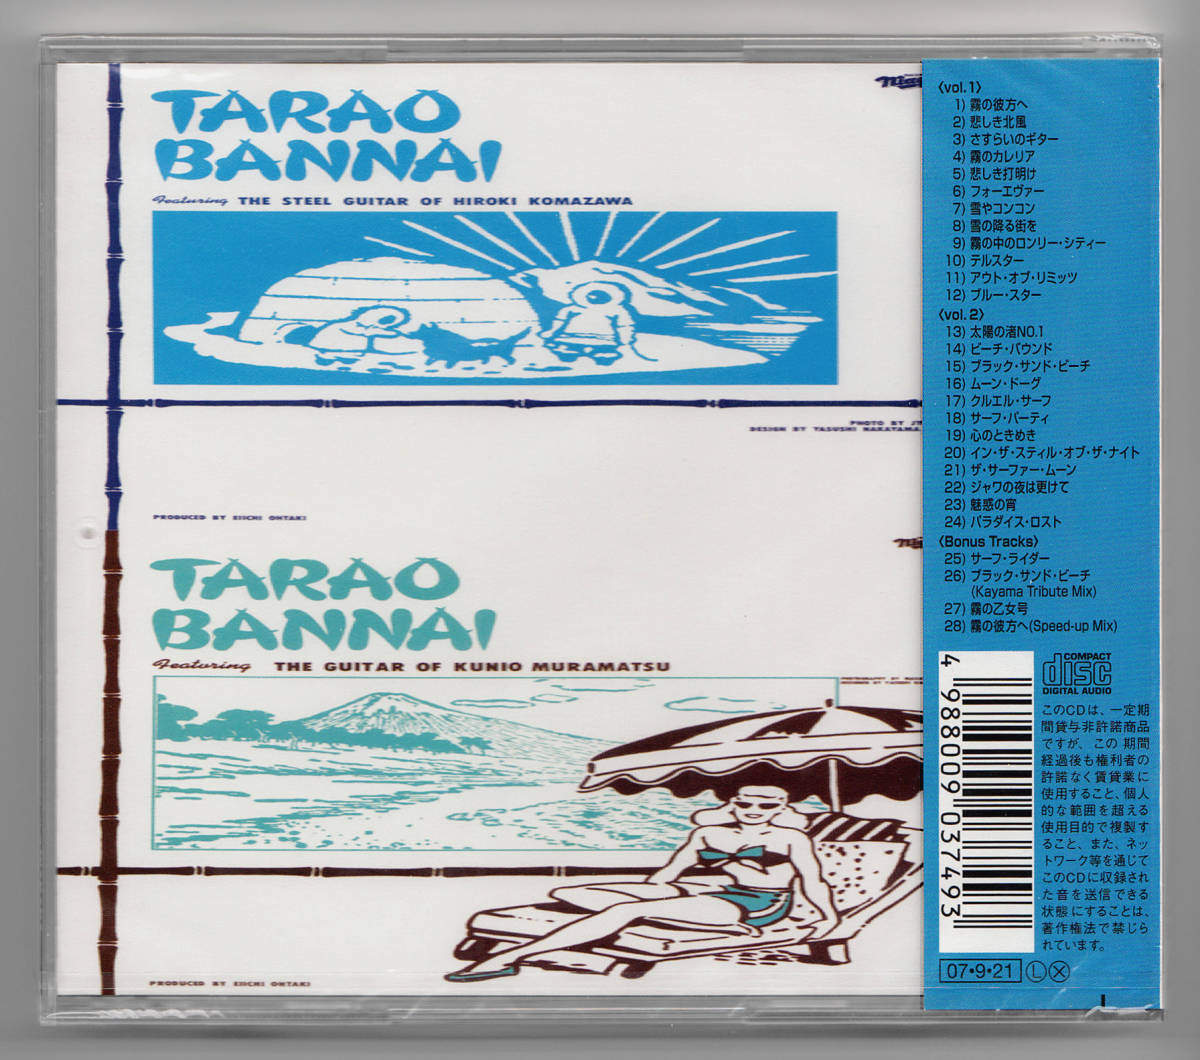 TARAO
BANNAI
Featuring THE STEEL GUITAR OF HIROKI KOMAZAWA
PHOTO BY
DESIGN BY YASUSHI NAKAYAMA
PRODUCED BY EIICHI OHTAKI
TARAO
BANNAI
Featuring THE GUITAR OF KUNIO MURAMATSU
PHOTOGRAPHY BY
DESIGNED BY
PRODUCED BY EIICHI OHTAKI
〈vol.1〉
1) 霧の彼方へ
2) 悲しき北風
3) さすらいのギター
4) 霧のカレリア
5) 悲しき打明け
6) フォーエヴァー
7) 雪やコンコン
8) 雪の降る街を
9) 霧の中のロンリー・シティー
10) テルスター
11) アウト・オブ・リミッツ
12) ブルー・スター
〈vol.2〉
13) 太陽の渚NO.1
14) ビーチ・バウンド
15) ブラック・サンド・ビーチ
16) ムーン・ドーグ
17) クルエル・サーフ
18) サーフ・パーティ
19) 心のときめき
20) イン・ザ・スティル・オブ・ザ・ナイト
21) ザ・サーファー・ムーン
22) ジャワの夜は更けて
23) 魅惑の宵
24) パラダイス・ロスト
〈Bonus Tracks〉
25) サーフ・ライダー
26) ブラック・サンド・ビーチ
(Kayama Tribute Mix)
27) 霧の乙女号
28) 霧の彼方へ(Speed-up Mix)
4 988009 037493
COMPACT
disc
DIGITAL AUDIO
このCDは、一定期
間貸与非許諾商品
ですが、この期間
経過後も権利者の
許諾なく賃貸業に
使用すること、個人
的な範囲を超える
使用目的で複製す
ること、また、ネッ
トワーク等を通じて
このCDに収録され
た音を送信できる
状態にすることは、
著作権法で禁じら
れています。
07・9・21 Ⓛ Ⓧ